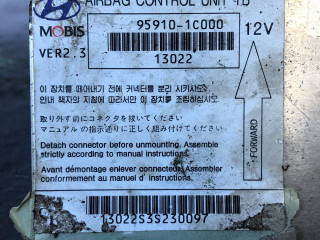 AIRBAG CONTROL UNIT
MOBIS
95910-1C000
12V
VER2.3
13022
이 장치를 떼어내기 전에 커넥터를 분리 시키시오
안내 책자의 지침에 따라서만 이 장치를 조립하십시오
取り外す前にコネクタを抜いてください
マニュアルの指示通りに正しく組み付けてください
FORWARD
Detach connector before unmounting. Assemble
strictly according to manual instructions.
Avant démontage enlever connecteur. Assembler
conformement au manuel d'instructions.
13022S3S230097